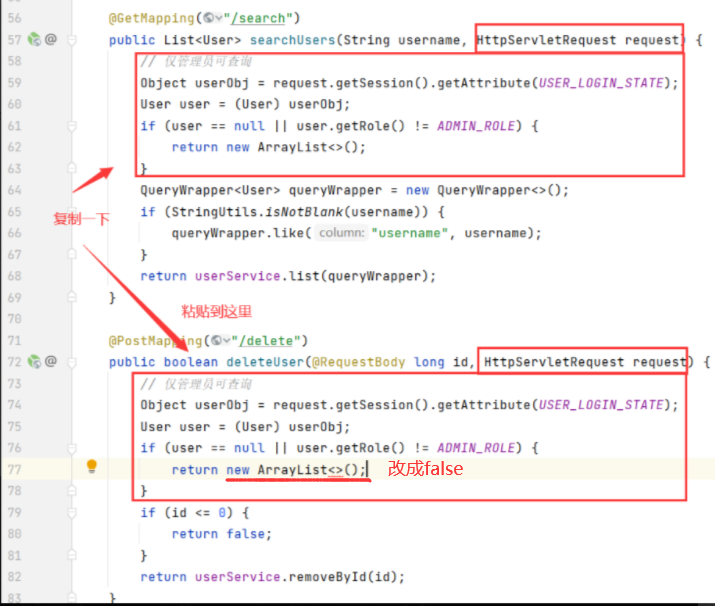 56 @GetMapping("/search")
57 public List<User> searchUsers(String username, HttpServletRequest request) {
58 // 仅管理员可查询
59 Object userObj = request.getSession().getAttribute(USER_LOGIN_STATE);
60 User user = (User) userObj;
61 if (user == null || user.getRole() != ADMIN_ROLE) {
62 return new ArrayList<>();
63 }
64 QueryWrapper<User> queryWrapper = new QueryWrapper<>();
65 if (StringUtils.isNotBlank(username)) {
复制一下
66 queryWrapper.like( column: "username", username);
67 }
68 return userService.list(queryWrapper);
69 }
粘贴到这里
70
71 @PostMapping("/delete")
72 public boolean deleteUser(@RequestBody long id, HttpServletRequest request) {
73 // 仅管理员可查询
74 Object userObj = request.getSession().getAttribute(USER_LOGIN_STATE);
75 User user = (User) userObj;
76 if (user == null || user.getRole() != ADMIN_ROLE) {
77 return new ArrayList<>(); 改成false
78 }
79 if (id <= 0) {
80 return false;
81 }
82 return userService.removeById(id);
83 }